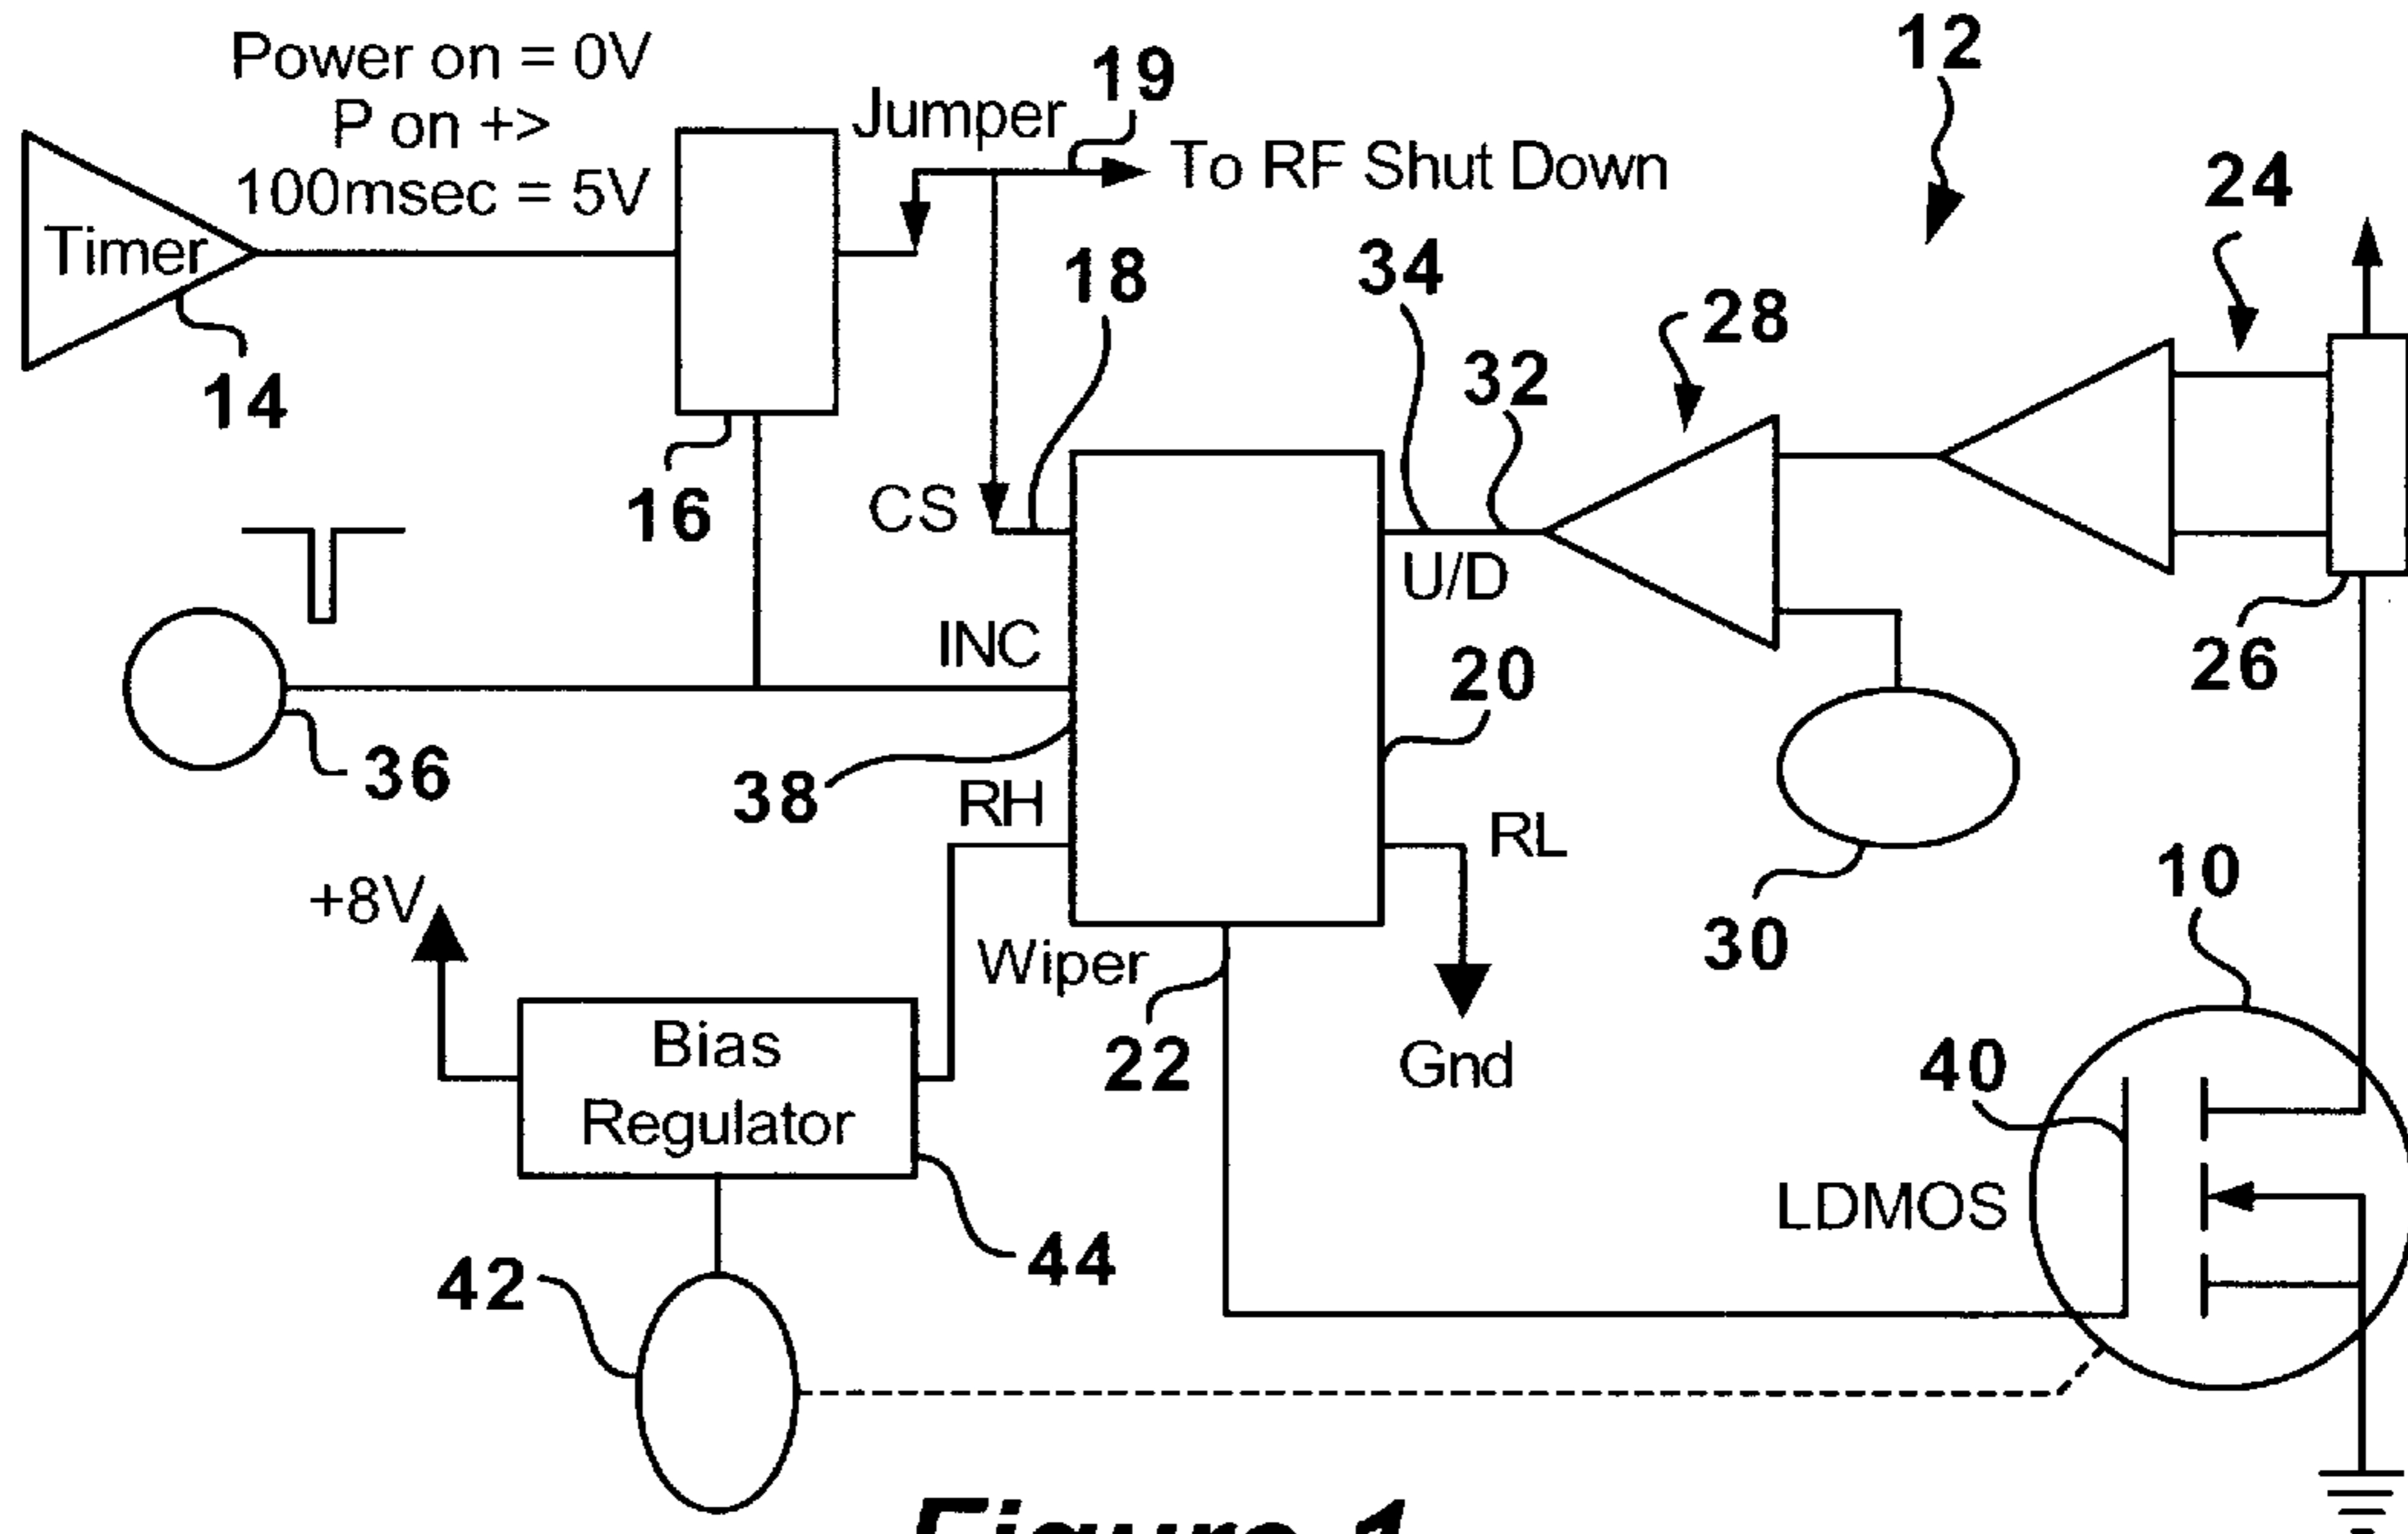 Power on = 0V
P on +>
100msec = 5V
Timer
14
16
Jumper
19
To RF Shut Down
12
24
18
34
32
28
CS
U/D
26
INC
20
36
38
RH
RL
30
10
+8V
Wiper
22
Gnd
40
Bias
Regulator
LDMOS
44
42
Figure 1